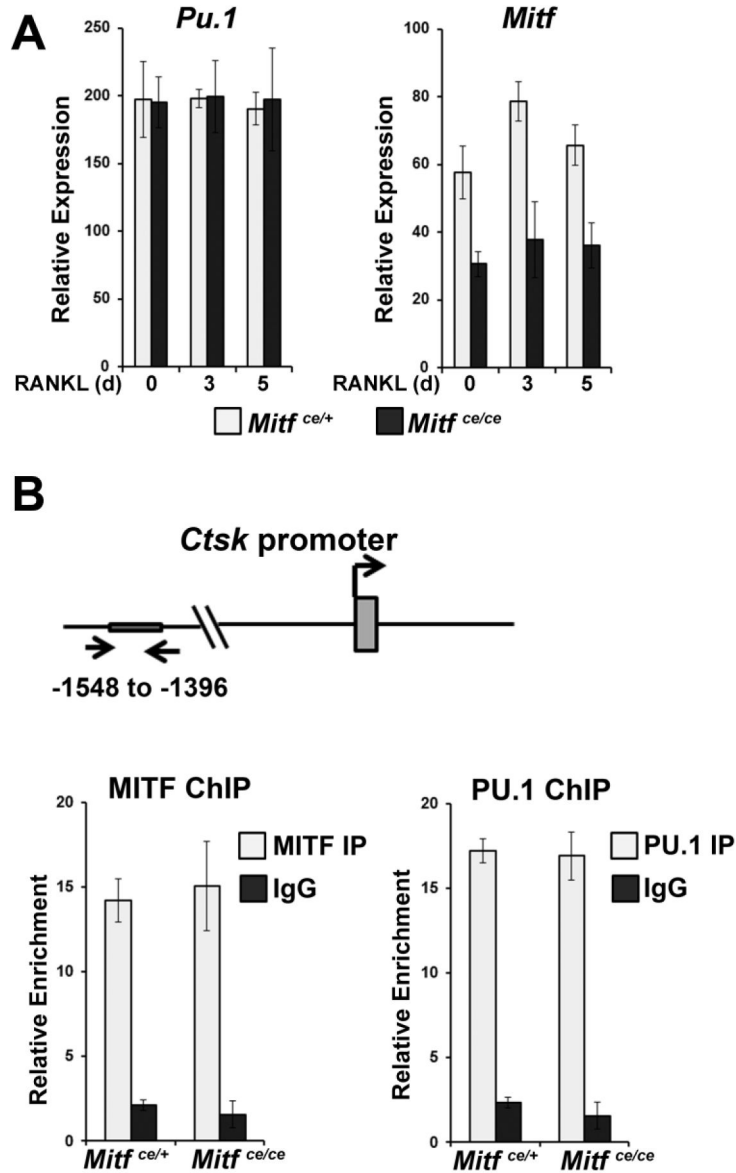 A
Pu.1
Relative Expression
250
200
150
100
50
0
RANKL (d) 0 3 5
Mitf
Relative Expression
100
80
60
40
20
0
RANKL (d) 0 3 5
Mitf ce/+ Mitf ce/ce
B
Ctsk promoter
-1548 to -1396
MITF ChIP
Relative Enrichment
20
15
10
5
0
MITF IP
IgG
Mitf ce/+ Mitf ce/ce
PU.1 ChIP
Relative Enrichment
20
15
10
5
0
PU.1 IP
IgG
Mitf ce/+ Mitf ce/ce